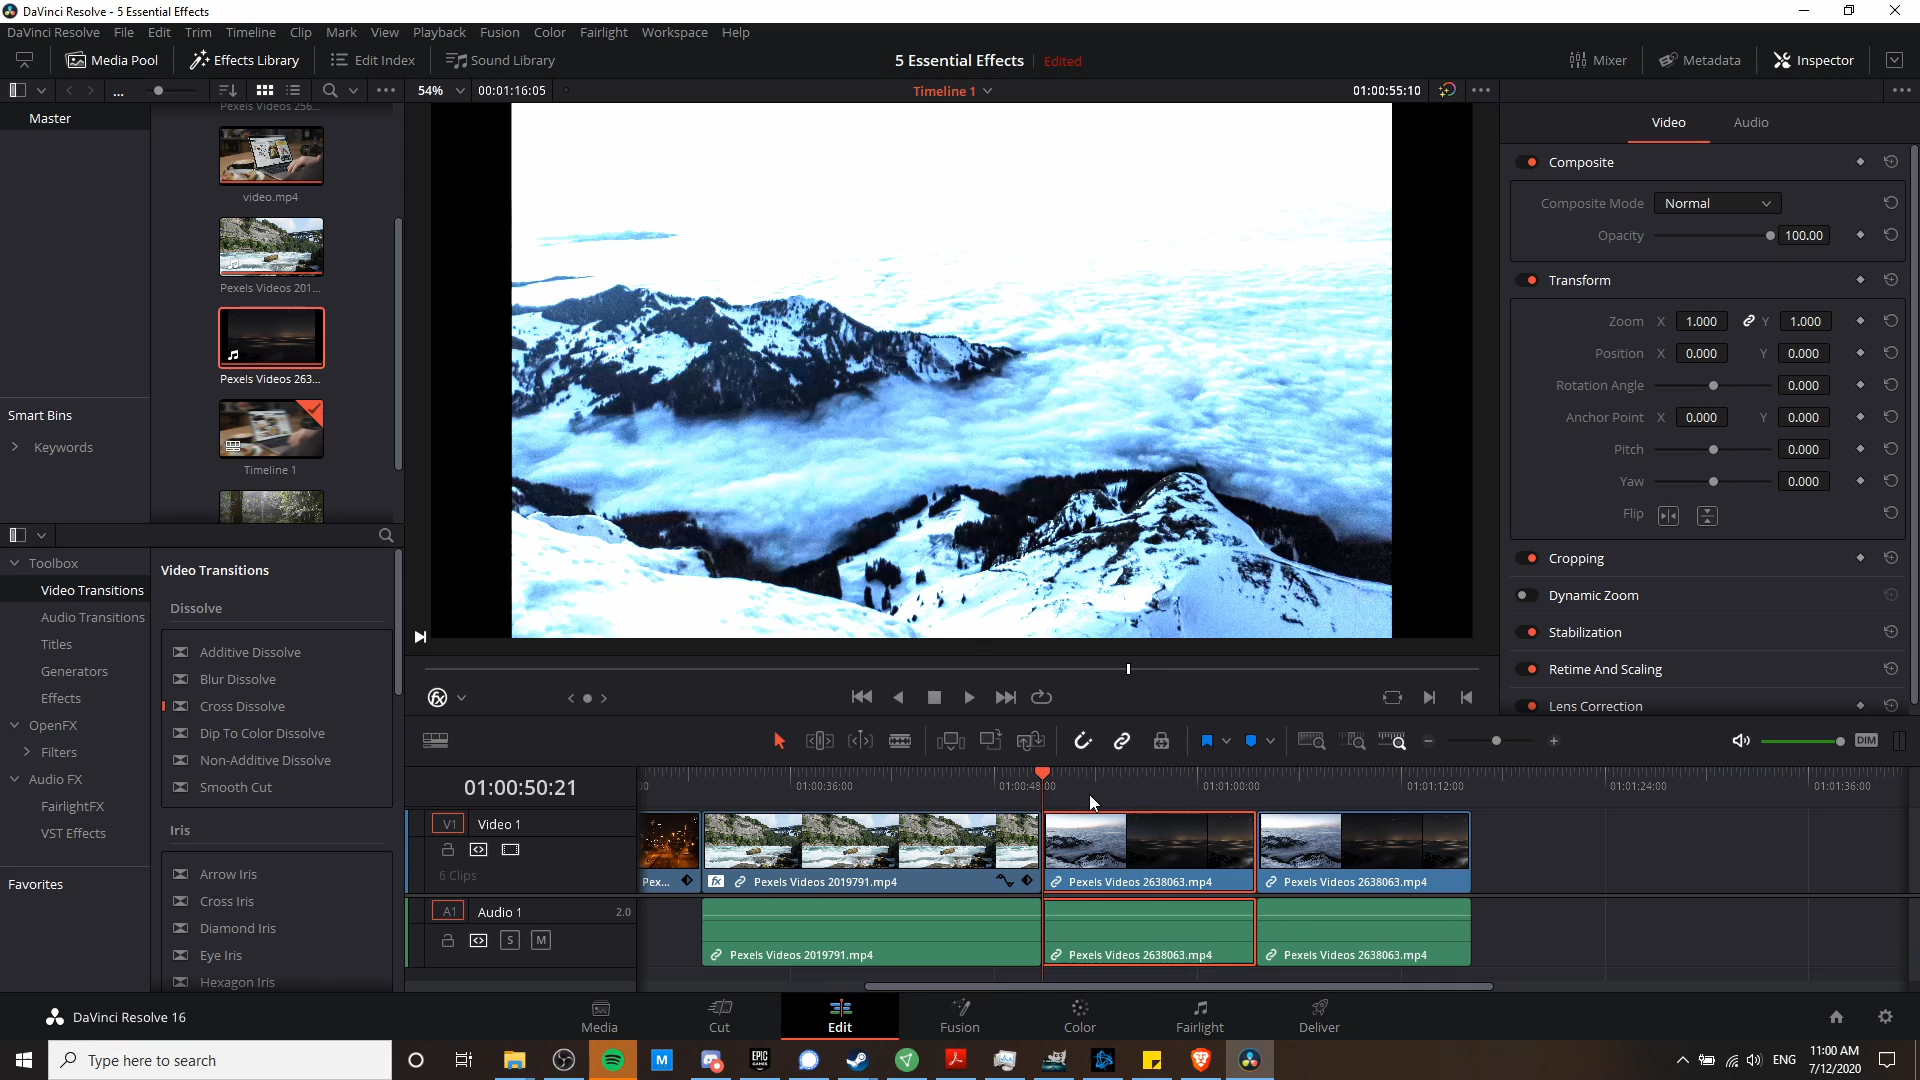 DaVinci Resolve - 5 Essential Effects
DaVinci Resolve File Edit Trim Timeline Clip Mark View Playback Fusion Color Fairlight Workspace Help
Media Pool Effects Library Edit Index Sound Library 5 Essential Effects Edited Mixer Metadata Inspector
... 54% 00:01:16:05 Timeline 1 01:00:55:10
Master
Pexels Videos 256...
video.mp4
Pexels Videos 201...
Pexels Videos 263...
Timeline 1
Smart Bins
Keywords
Video Audio
Composite
Composite Mode Normal
Opacity 100.00
Transform
Zoom X 1.000 Y 1.000
Position X 0.000 Y 0.000
Rotation Angle 0.000
Anchor Point X 0.000 Y 0.000
Pitch 0.000
Yaw 0.000
Flip
Cropping
Dynamic Zoom
Stabilization
Retime And Scaling
Lens Correction
Toolbox
Video Transitions
Audio Transitions
Titles
Generators
Effects
OpenFX
Filters
Audio FX
FairlightFX
VST Effects
Favorites
Video Transitions
Dissolve
Additive Dissolve
Blur Dissolve
Cross Dissolve
Dip To Color Dissolve
Non-Additive Dissolve
Smooth Cut
Iris
Arrow Iris
Cross Iris
Diamond Iris
Eye Iris
Hexagon Iris
fx
DIM
01:00:50:21
00 01:00:36:00 01:00:48:00 01:01:00:00 01:01:12:00 01:01:24:00 01:01:36:00
V1 Video 1
6 Clips
Pex... fx Pexels Videos 2019791.mp4 Pexels Videos 2638063.mp4 Pexels Videos 2638063.mp4
A1 Audio 1 2.0
S M
Pexels Videos 2019791.mp4 Pexels Videos 2638063.mp4 Pexels Videos 2638063.mp4
DaVinci Resolve 16
Media Cut Edit Fusion Color Fairlight Deliver
Type here to search
M
EPIC GAMES
ENG
11:00 AM
7/12/2020